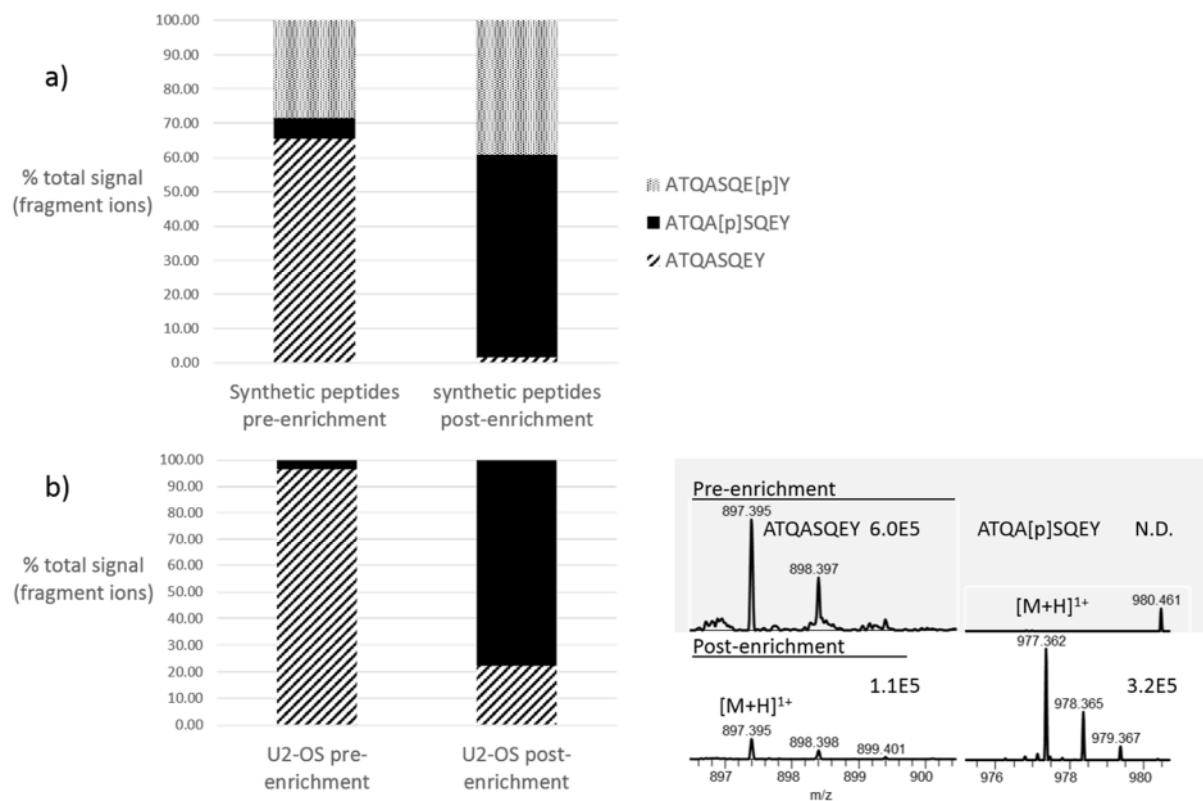 a)
% total signal
(fragment ions)
100.00
90.00
80.00
70.00
60.00
50.00
40.00
30.00
20.00
10.00
0.00
Synthetic peptides
pre-enrichment
synthetic peptides
post-enrichment
ATQASQE[p]Y
ATQA[p]SQEY
ATQASQEY
b)
% total signal
(fragment ions)
100.00
90.00
80.00
70.00
60.00
50.00
40.00
30.00
20.00
10.00
0.00
U2-OS pre-
enrichment
U2-OS post-
enrichment
Pre-enrichment
897.395
ATQASQEY 6.0E5
898.397
ATQA[p]SQEY N.D.
[M+H]1+
980.461
Post-enrichment
1.1E5
[M+H]1+
897.395
898.398
899.401
977.362
3.2E5
978.365
979.367
897 898 899 900
976 978 980
m/z